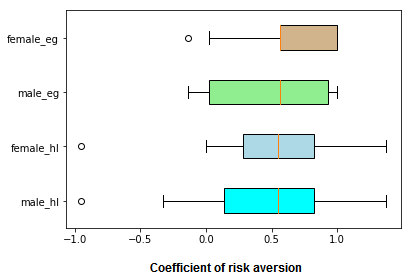 female_eg
male_eg
female_hl
male_hl
−1.0 −0.5 0.0 0.5 1.0
Coefficient of risk aversion